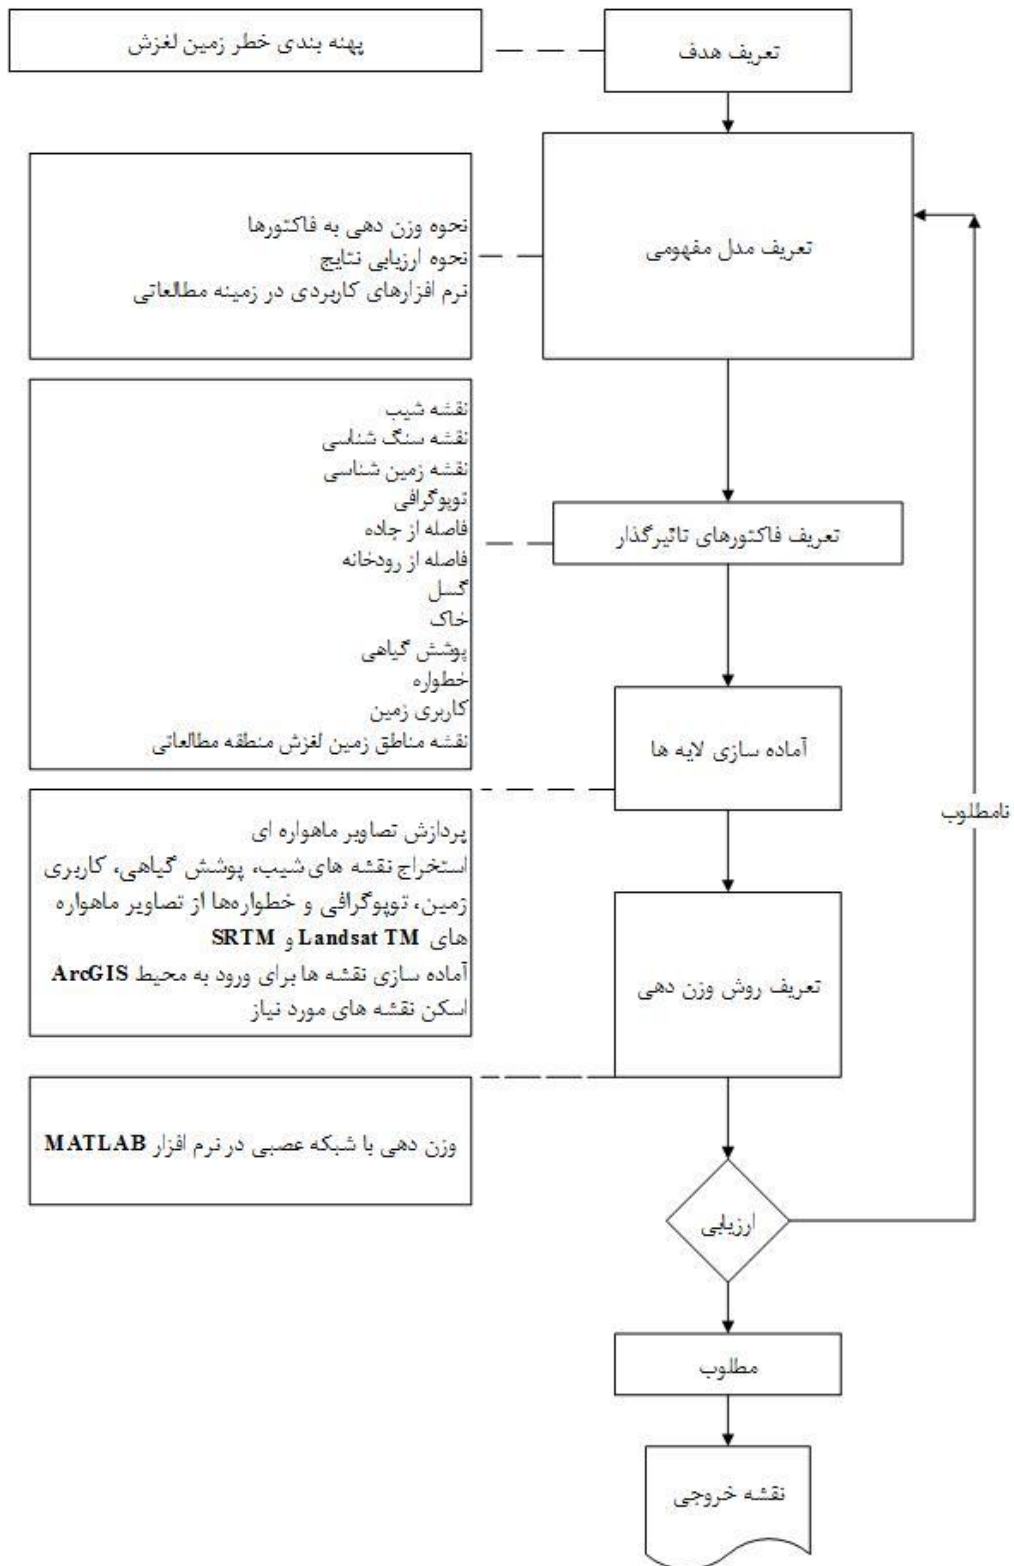 تعریف هدف
پهنه بندی خطر زمین لغزش
تعریف مدل مفهومی
نحوه وزن دهی به فاکتورها
نحوه ارزیابی نتایج
نرم افزارهای کاربردی در زمینه مطالعاتی
تعریف فاکتورهای تاثیرگذار
نقشه شیب
نقشه سنگ شناسی
نقشه زمین شناسی
توپوگرافی
فاصله از جاده
فاصله از رودخانه
گسل
خاک
پوشش گیاهی
خطواره
کاربری زمین
نقشه مناطق زمین لغزش منطقه مطالعاتی
آماده سازی لایه ها
پردازش تصاویر ماهواره ای
استخراج نقشه های شیب، پوشش گیاهی، کاربری
زمین، توپوگرافی و خطواره‌ها از تصاویر ماهواره
های Landsat TM و SRTM
آماده سازی نقشه ها برای ورود به محیط ArcGIS
اسکن نقشه های مورد نیاز
تعریف روش وزن دهی
وزن دهی با شبکه عصبی در نرم افزار MATLAB
ارزیابی
نامطلوب
مطلوب
نقشه خروجی